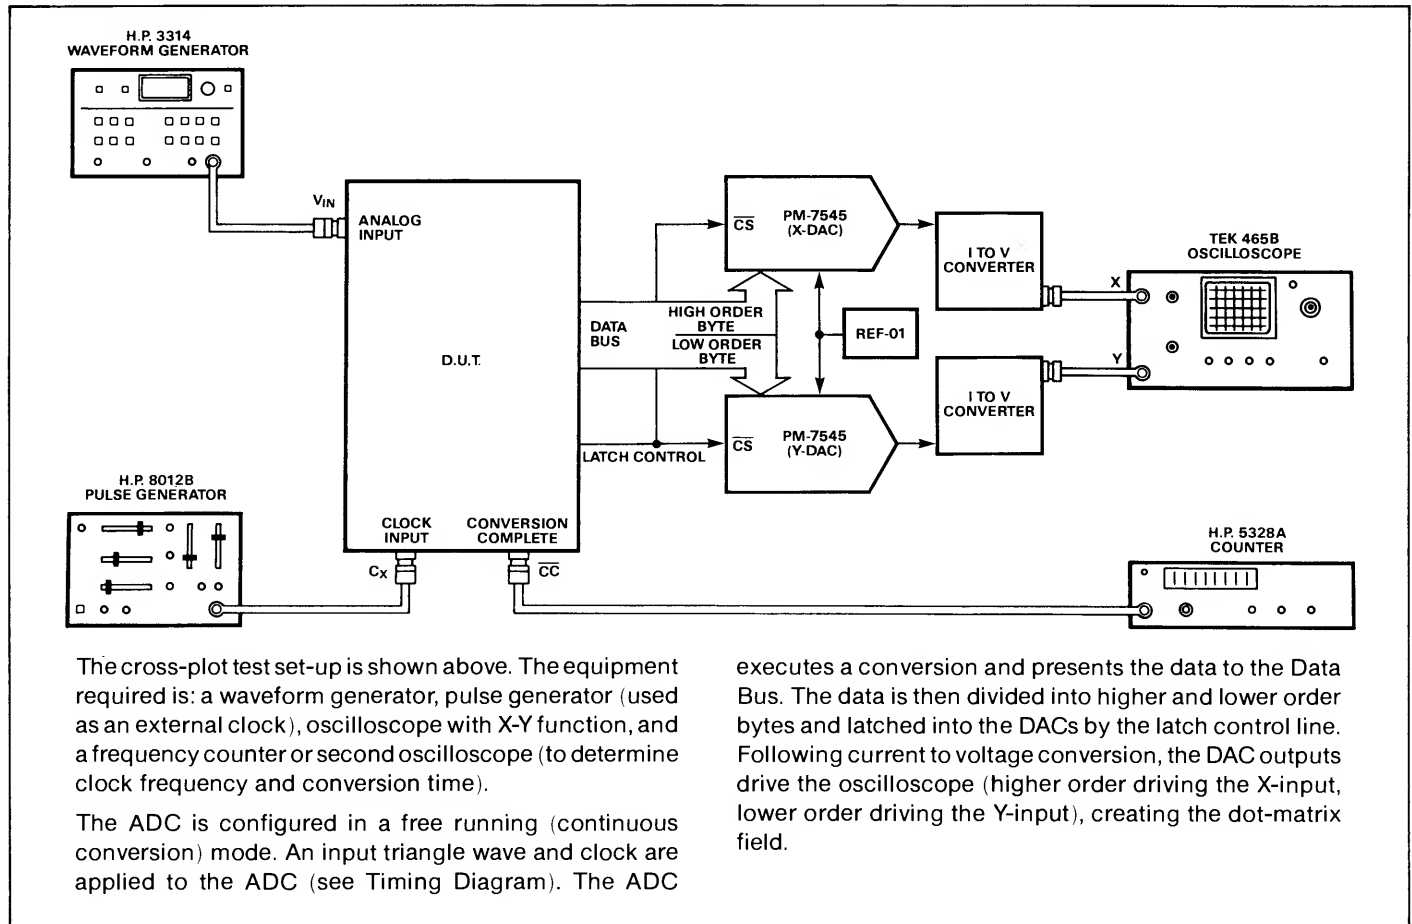 H.P. 3314
WAVEFORM GENERATOR
VIN
ANALOG
INPUT
D.U.T.
DATA
BUS
HIGH ORDER
BYTE
LOW ORDER
BYTE
LATCH CONTROL
CS
PM-7545
(X-DAC)
REF-01
CS
PM-7545
(Y-DAC)
I TO V
CONVERTER
I TO V
CONVERTER
X
Y
TEK 465B
OSCILLOSCOPE
H.P. 8012B
PULSE GENERATOR
CLOCK
INPUT
CONVERSION
COMPLETE
CX
CC
H.P. 5328A
COUNTER
The cross-plot test set-up is shown above. The equipment
required is: a waveform generator, pulse generator (used
as an external clock), oscilloscope with X-Y function, and
a frequency counter or second oscilloscope (to determine
clock frequency and conversion time).
The ADC is configured in a free running (continuous
conversion) mode. An input triangle wave and clock are
applied to the ADC (see Timing Diagram). The ADC
executes a conversion and presents the data to the Data
Bus. The data is then divided into higher and lower order
bytes and latched into the DACs by the latch control line.
Following current to voltage conversion, the DAC outputs
drive the oscilloscope (higher order driving the X-input,
lower order driving the Y-input), creating the dot-matrix
field.